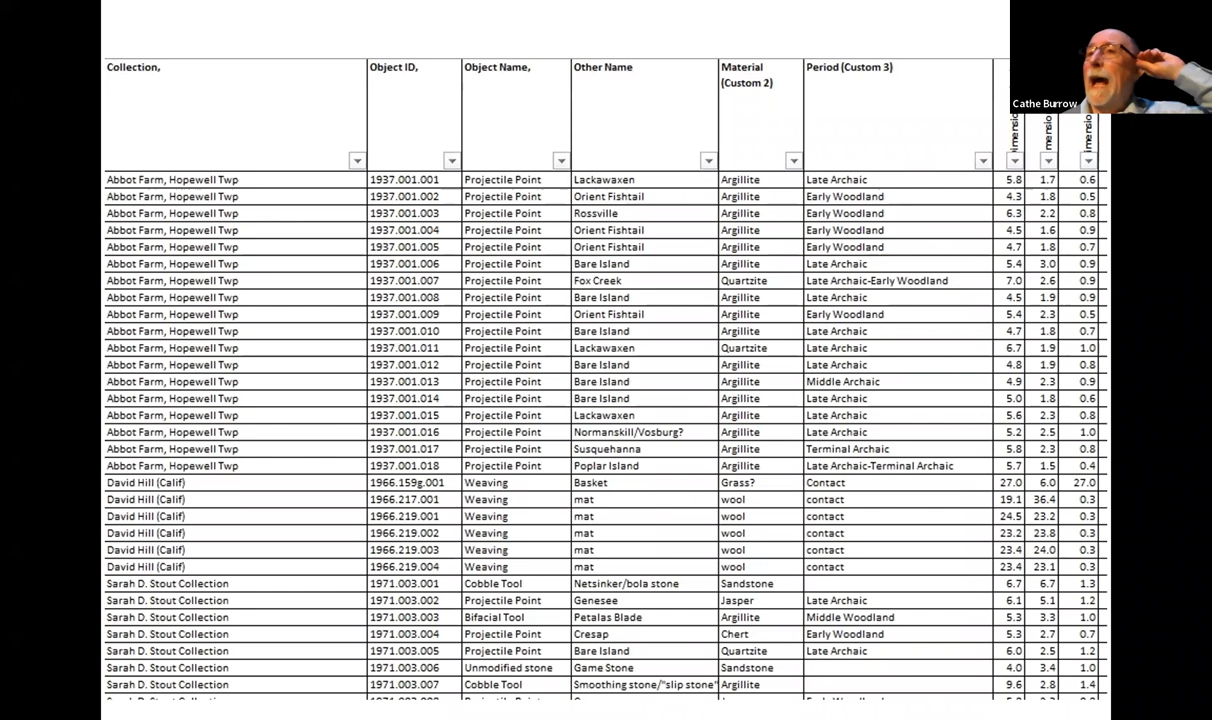 Collection, Object ID, Object Name, Other Name Material (Custom 2) Period (Custom 3)
Cathe Burrow
Abbot Farm, Hopewell Twp 1937.001.001 Projectile Point Lackawaxen Argillite Late Archaic 5.8 1.7 0.6
Abbot Farm, Hopewell Twp 1937.001.002 Projectile Point Orient Fishtail Argillite Early Woodland 4.3 1.8 0.5
Abbot Farm, Hopewell Twp 1937.001.003 Projectile Point Rossville Argillite Early Woodland 6.3 2.2 0.8
Abbot Farm, Hopewell Twp 1937.001.004 Projectile Point Orient Fishtail Argillite Early Woodland 4.5 1.6 0.9
Abbot Farm, Hopewell Twp 1937.001.005 Projectile Point Orient Fishtail Argillite Early Woodland 4.7 1.8 0.7
Abbot Farm, Hopewell Twp 1937.001.006 Projectile Point Bare Island Argillite Late Archaic 5.4 3.0 0.9
Abbot Farm, Hopewell Twp 1937.001.007 Projectile Point Fox Creek Quartzite Late Archaic-Early Woodland 7.0 2.6 0.9
Abbot Farm, Hopewell Twp 1937.001.008 Projectile Point Bare Island Argillite Late Archaic 4.5 1.9 0.9
Abbot Farm, Hopewell Twp 1937.001.009 Projectile Point Orient Fishtail Argillite Early Woodland 5.4 2.3 0.5
Abbot Farm, Hopewell Twp 1937.001.010 Projectile Point Bare Island Argillite Late Archaic 4.7 1.8 0.7
Abbot Farm, Hopewell Twp 1937.001.011 Projectile Point Lackawaxen Quartzite Late Archaic 6.7 1.9 1.0
Abbot Farm, Hopewell Twp 1937.001.012 Projectile Point Bare Island Argillite Late Archaic 4.8 1.9 0.8
Abbot Farm, Hopewell Twp 1937.001.013 Projectile Point Bare Island Argillite Middle Archaic 4.9 2.3 0.9
Abbot Farm, Hopewell Twp 1937.001.014 Projectile Point Bare Island Argillite Late Archaic 5.0 1.8 0.6
Abbot Farm, Hopewell Twp 1937.001.015 Projectile Point Lackawaxen Argillite Late Archaic 5.6 2.3 0.8
Abbot Farm, Hopewell Twp 1937.001.016 Projectile Point Normanskill/Vosburg? Argillite Late Archaic 5.2 2.5 1.0
Abbot Farm, Hopewell Twp 1937.001.017 Projectile Point Susquehanna Argillite Terminal Archaic 5.8 2.3 0.8
Abbot Farm, Hopewell Twp 1937.001.018 Projectile Point Poplar Island Argillite Late Archaic-Terminal Archaic 5.7 1.5 0.4
David Hill (Calif) 1966.159g.001 Weaving Basket Grass? Contact 27.0 6.0 27.0
David Hill (Calif) 1966.217.001 Weaving mat wool contact 19.1 36.4 0.3
David Hill (Calif) 1966.219.001 Weaving mat wool contact 24.5 23.2 0.3
David Hill (Calif) 1966.219.002 Weaving mat wool contact 23.2 23.8 0.3
David Hill (Calif) 1966.219.003 Weaving mat wool contact 23.4 24.0 0.3
David Hill (Calif) 1966.219.004 Weaving mat wool contact 23.4 23.1 0.3
Sarah D. Stout Collection 1971.003.001 Cobble Tool Netsinker/bola stone Sandstone 6.7 6.7 1.3
Sarah D. Stout Collection 1971.003.002 Projectile Point Genesee Jasper Late Archaic 6.1 5.1 1.2
Sarah D. Stout Collection 1971.003.003 Bifacial Tool Petalas Blade Argillite Middle Woodland 5.3 3.3 1.0
Sarah D. Stout Collection 1971.003.004 Projectile Point Cresap Chert Early Woodland 5.3 2.7 0.7
Sarah D. Stout Collection 1971.003.005 Projectile Point Bare Island Quartzite Late Archaic 6.0 2.5 1.2
Sarah D. Stout Collection 1971.003.006 Unmodified stone Game Stone Sandstone 4.0 3.4 1.0
Sarah D. Stout Collection 1971.003.007 Cobble Tool Smoothing stone/"slip stone" Argillite 9.6 2.8 1.4